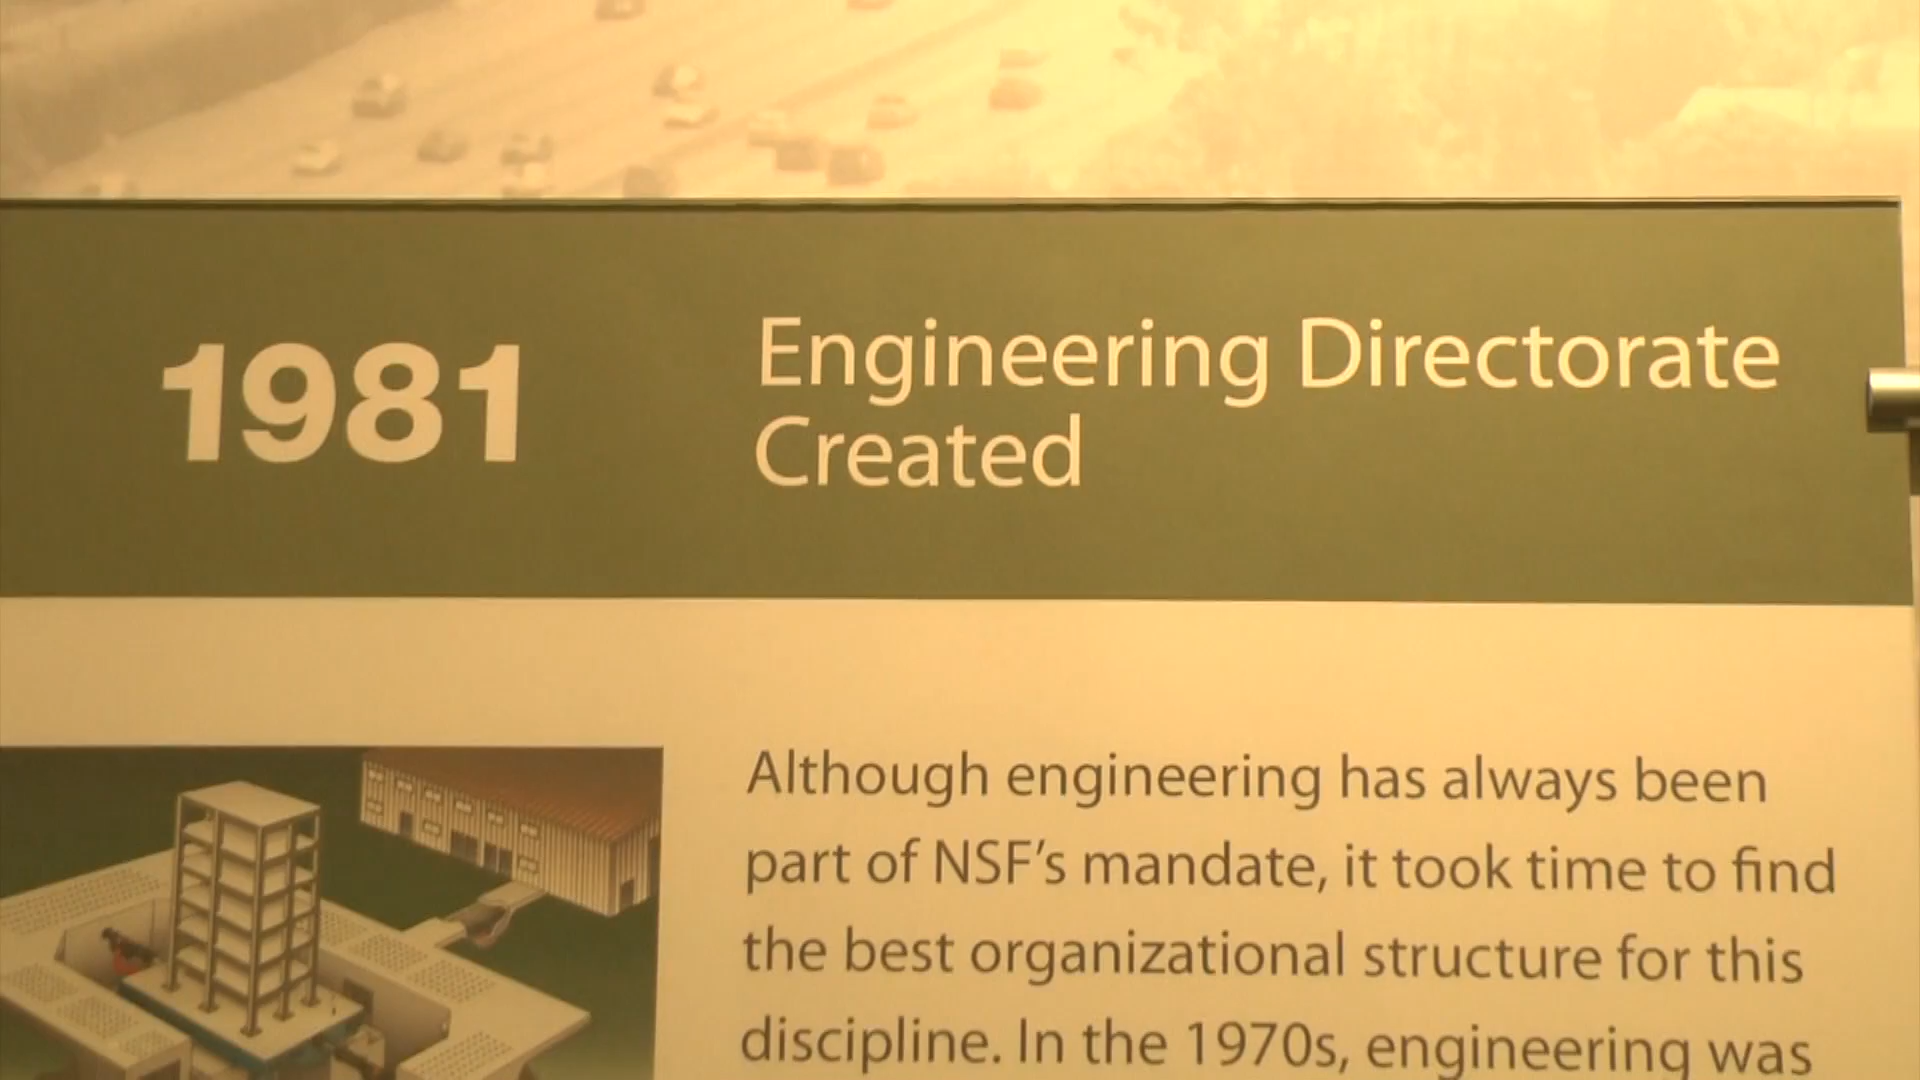 1981
Engineering Directorate
Created
Although engineering has always been
part of NSF’s mandate, it took time to find
the best organizational structure for this
discipline. In the 1970s, engineering was